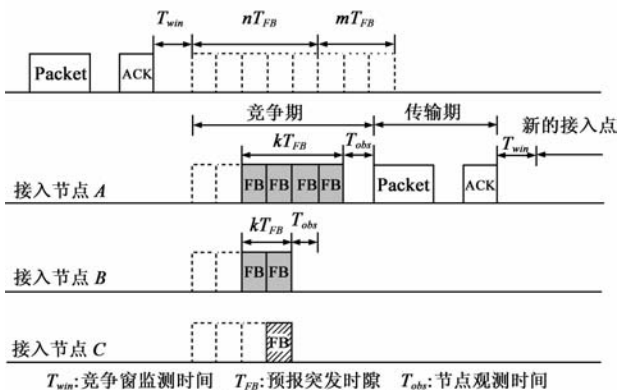 T_win nT_FB mT_FB
Packet ACK
竞争期 传输期 新的接入点
kT_FB T_obs T_win
接入节点 A FB FB FB FB Packet ACK
kT_FB T_obs
接入节点 B FB FB
接入节点 C FB
T_win:竞争窗监测时间 T_FB:预报突发时隙 T_obs:节点观测时间